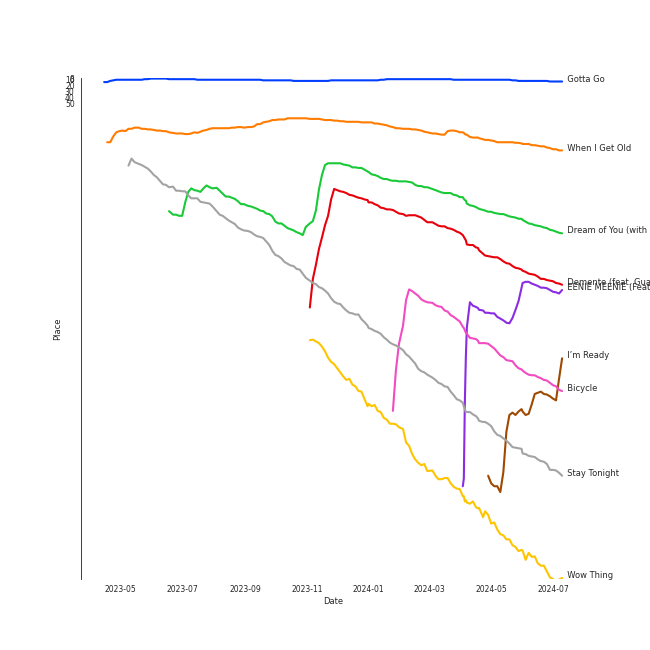 50
Gotta Go
When I Get Old
Dream of You (with
EENIE MEENIE (Feat
I'm Ready
Bicycle
Stay Tonight
Wow Thing
Place
2023-05
2023-07
2023-09
2023-11
2024-01
2024-03
2024-05
2024-07
Date